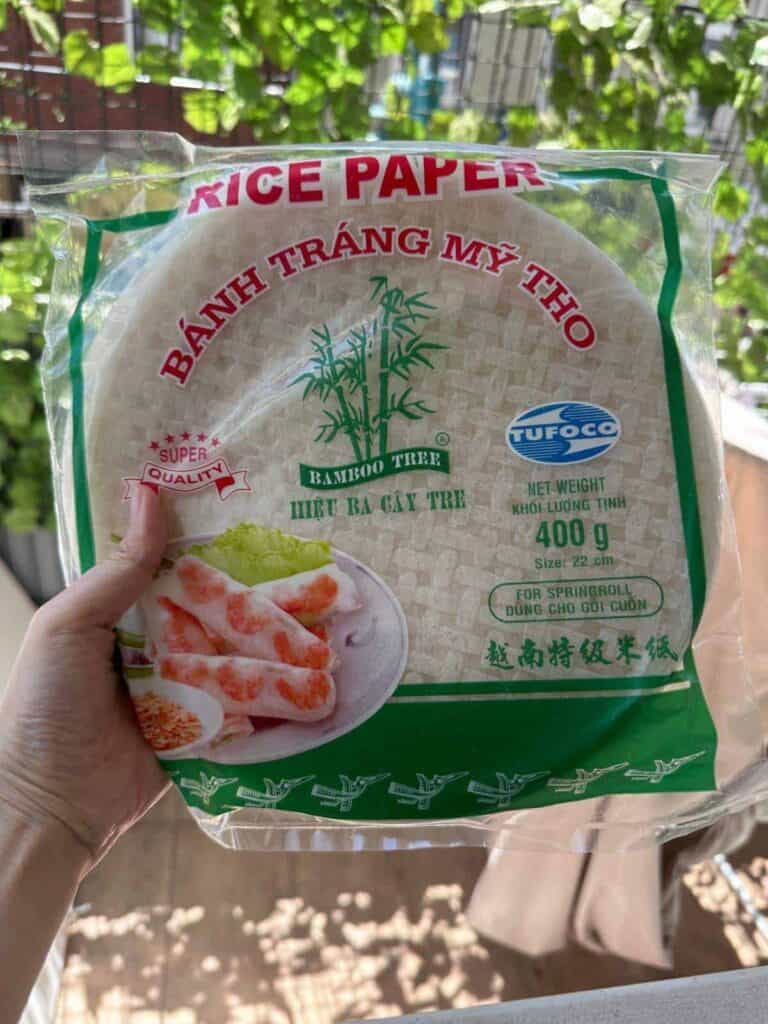 RICE PAPER
BÁNH TRÁNG MỸ THO
SUPER
QUALITY
BAMBOO TREE
®
HIỆU BA CÂY TRE
TUFOCO
NET WEIGHT
KHỐI LƯỢNG TỊNH
400 g
Size: 22 cm
FOR SPRINGROLL
DÙNG CHO GỎI CUỐN
越南特级米纸